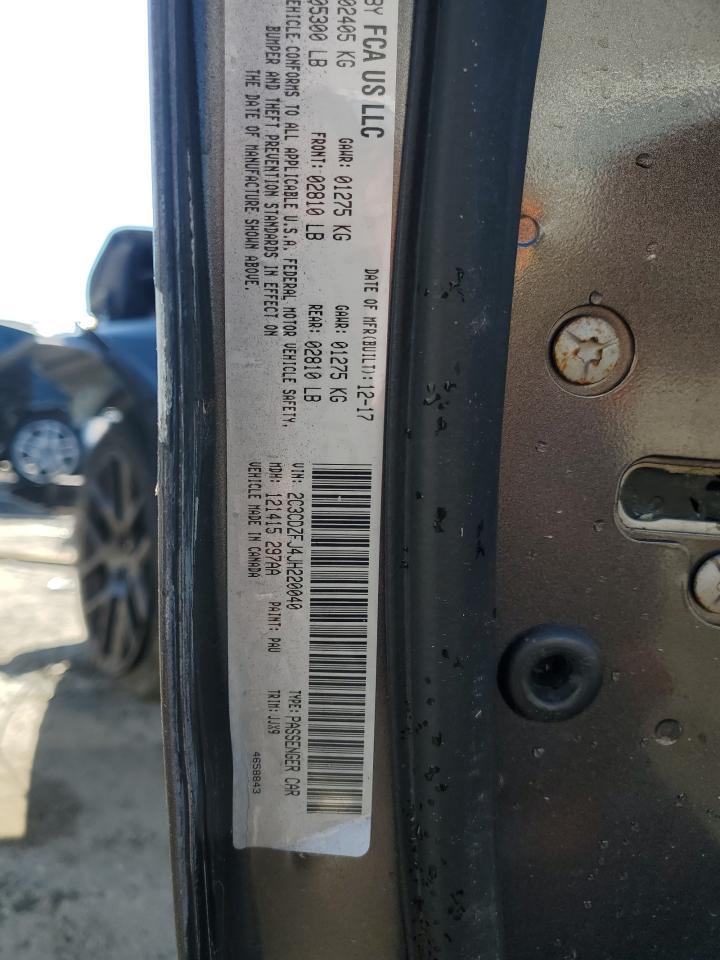 BY FCA US LLC
DATE OF MFR(BUILT): 12-17
02405 KG GAWR: 01275 KG GAWR: 01275 KG
05300 LB FRONT: 02810 LB REAR: 02810 LB
VEHICLE CONFORMS TO ALL APPLICABLE U.S.A. FEDERAL MOTOR VEHICLE SAFETY,
BUMPER AND THEFT PREVENTION STANDARDS IN EFFECT ON
THE DATE OF MANUFACTURE SHOWN ABOVE.
VIN: 2C3CDZFJ4JH220040 TYPE: PASSENGER CAR
MDH: 121415 297AA PAINT: PAU TRIM: JJX9
VEHICLE MADE IN CANADA 4658843